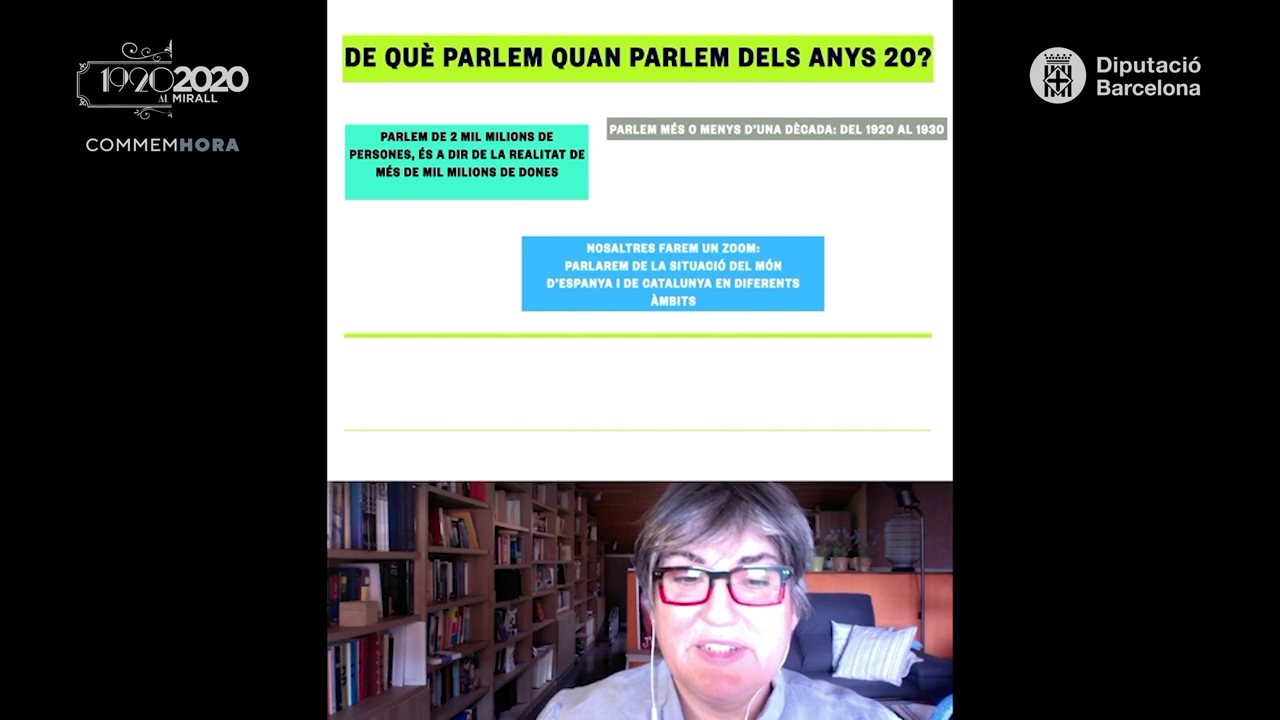 DE QUÈ PARLEM QUAN PARLEM DELS ANYS 20?
1920 2020
AL MIRALL
COMMEMHORA
Diputació
Barcelona
PARLEM DE 2 MIL MILIONS DE
PERSONES, ÉS A DIR DE LA REALITAT DE
MÉS DE MIL MILIONS DE DONES
PARLEM MÉS O MENYS D'UNA DÈCADA: DEL 1920 AL 1930
NOSALTRES FAREM UN ZOOM:
PARLAREM DE LA SITUACIÓ DEL MÓN
D'ESPANYA I DE CATALUNYA EN DIFERENTS
ÀMBITS